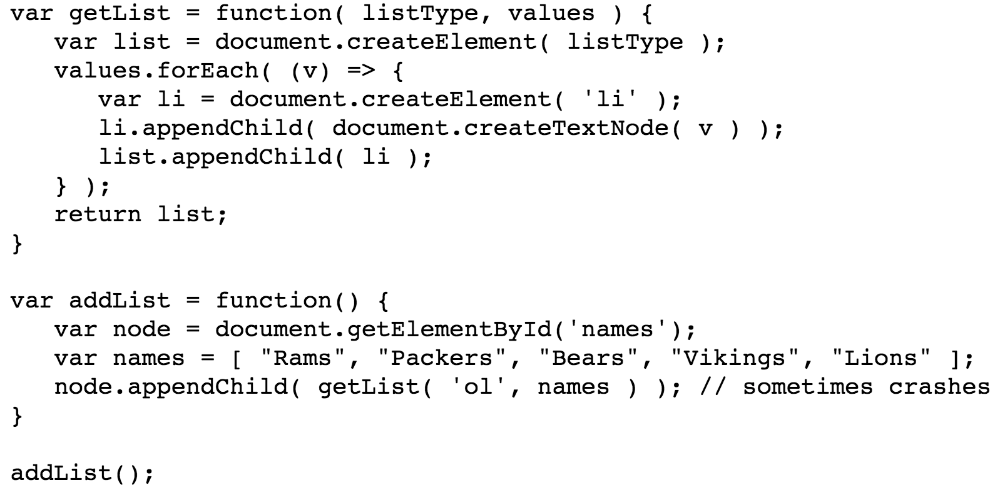 var getList = function( listType, values ) {
   var list = document.createElement( listType );
   values.forEach( (v) => {
      var li = document.createElement( 'li' );
      li.appendChild( document.createTextNode( v ) );
      list.appendChild( li );
   } );
   return list;
}

var addList = function() {
   var node = document.getElementById('names');
   var names = [ "Rams", "Packers", "Bears", "Vikings", "Lions" ];
   node.appendChild( getList( 'ol', names ) ); // sometimes crashes
}

addList();